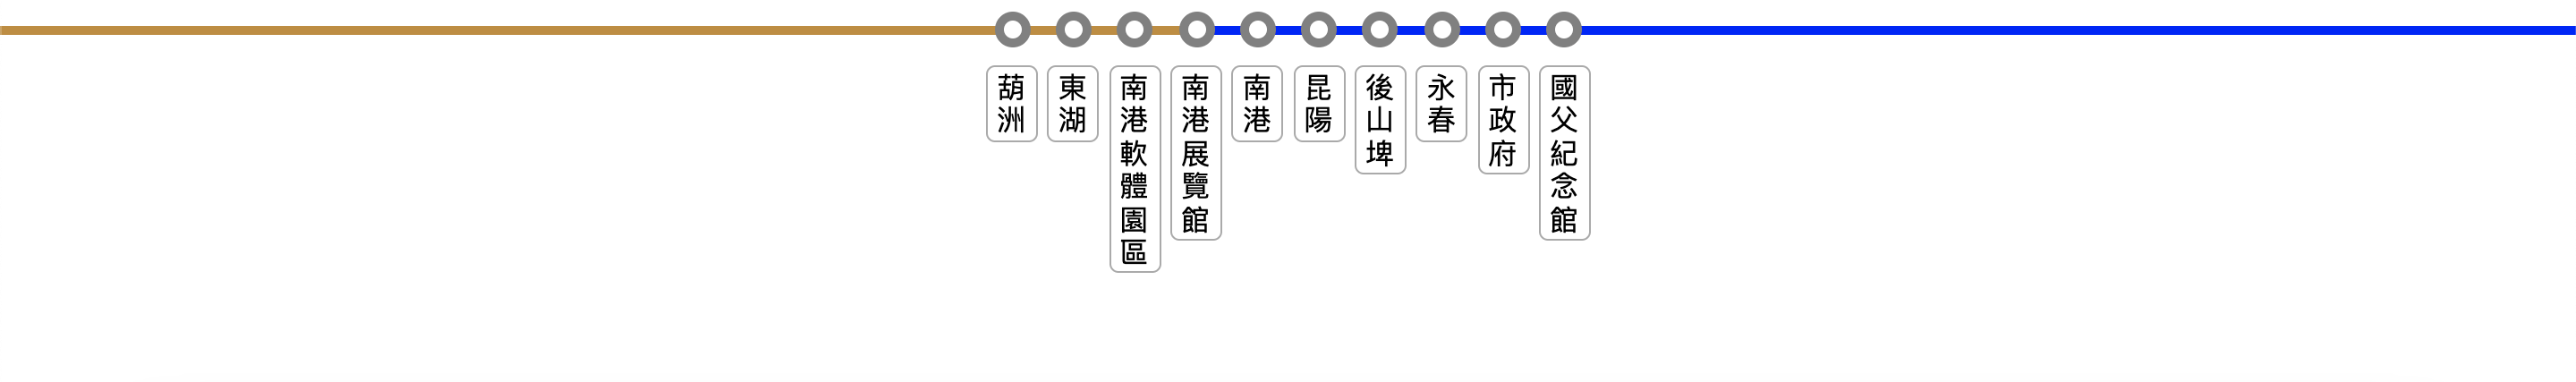 葫洲
東湖
南港軟體園區
南港展覽館
南港
昆陽
後山埤
永春
市政府
國父紀念館